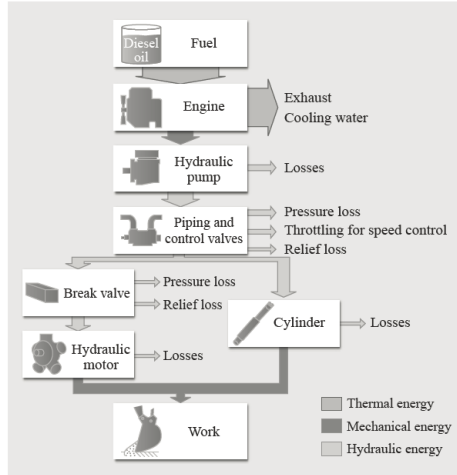 Diesel
oil
Fuel
Engine
Exhaust
Cooling water
Hydraulic
pump
Losses
Piping and
control valves
Pressure loss
Throttling for speed control
Relief loss
Break valve
Pressure loss
Relief loss
Cylinder
Losses
Hydraulic
motor
Losses
Work
Thermal energy
Mechanical energy
Hydraulic energy